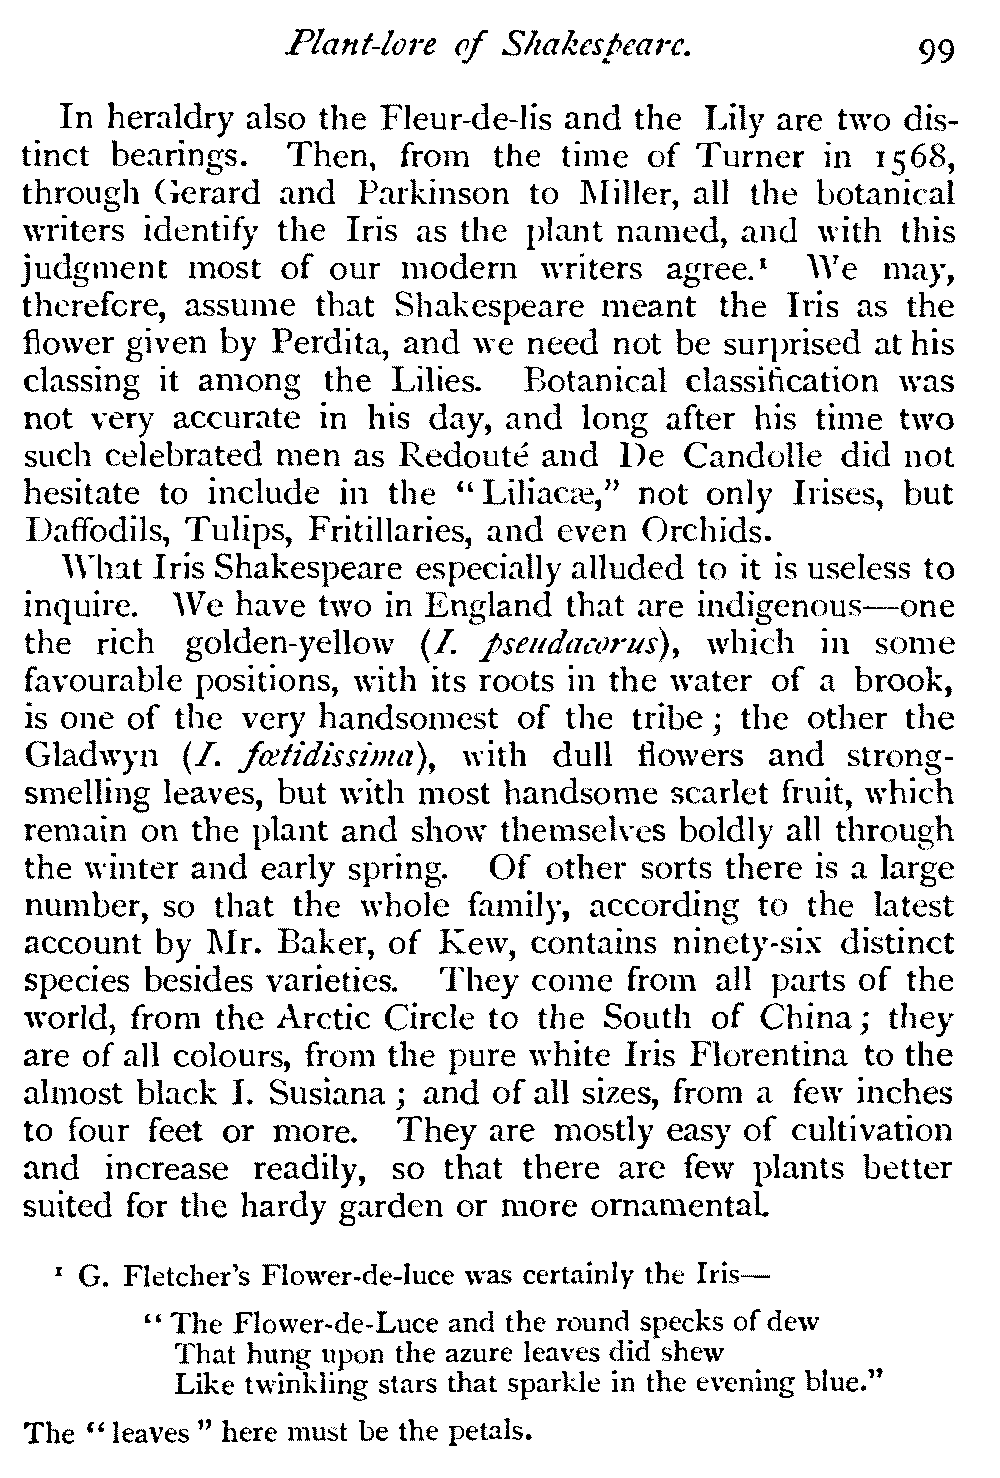 Plant-lore of Shakespeare. 99
In heraldry also the Fleur-de-lis and the Lily are two dis-
tinct bearings. Then, from the time of Turner in 1568,
through Gerard and Parkinson to Miller, all the botanical
writers identify the Iris as the plant named, and with this
judgment most of our modern writers agree.¹ We may,
therefore, assume that Shakespeare meant the Iris as the
flower given by Perdita, and we need not be surprised at his
classing it among the Lilies. Botanical classification was
not very accurate in his day, and long after his time two
such celebrated men as Redouté and De Candolle did not
hesitate to include in the “Liliacæ,” not only Irises, but
Daffodils, Tulips, Fritillaries, and even Orchids.
What Iris Shakespeare especially alluded to it is useless to
inquire. We have two in England that are indigenous—one
the rich golden-yellow (I. pseudacorus), which in some
favourable positions, with its roots in the water of a brook,
is one of the very handsomest of the tribe; the other the
Gladwyn (I. fœtidissima), with dull flowers and strong-
smelling leaves, but with most handsome scarlet fruit, which
remain on the plant and show themselves boldly all through
the winter and early spring. Of other sorts there is a large
number, so that the whole family, according to the latest
account by Mr. Baker, of Kew, contains ninety-six distinct
species besides varieties. They come from all parts of the
world, from the Arctic Circle to the South of China; they
are of all colours, from the pure white Iris Florentina to the
almost black I. Susiana; and of all sizes, from a few inches
to four feet or more. They are mostly easy of cultivation
and increase readily, so that there are few plants better
suited for the hardy garden or more ornamental.
¹ G. Fletcher's Flower-de-luce was certainly the Iris—
“The Flower-de-Luce and the round specks of dew
That hung upon the azure leaves did shew
Like twinkling stars that sparkle in the evening blue.”
The “leaves” here must be the petals.